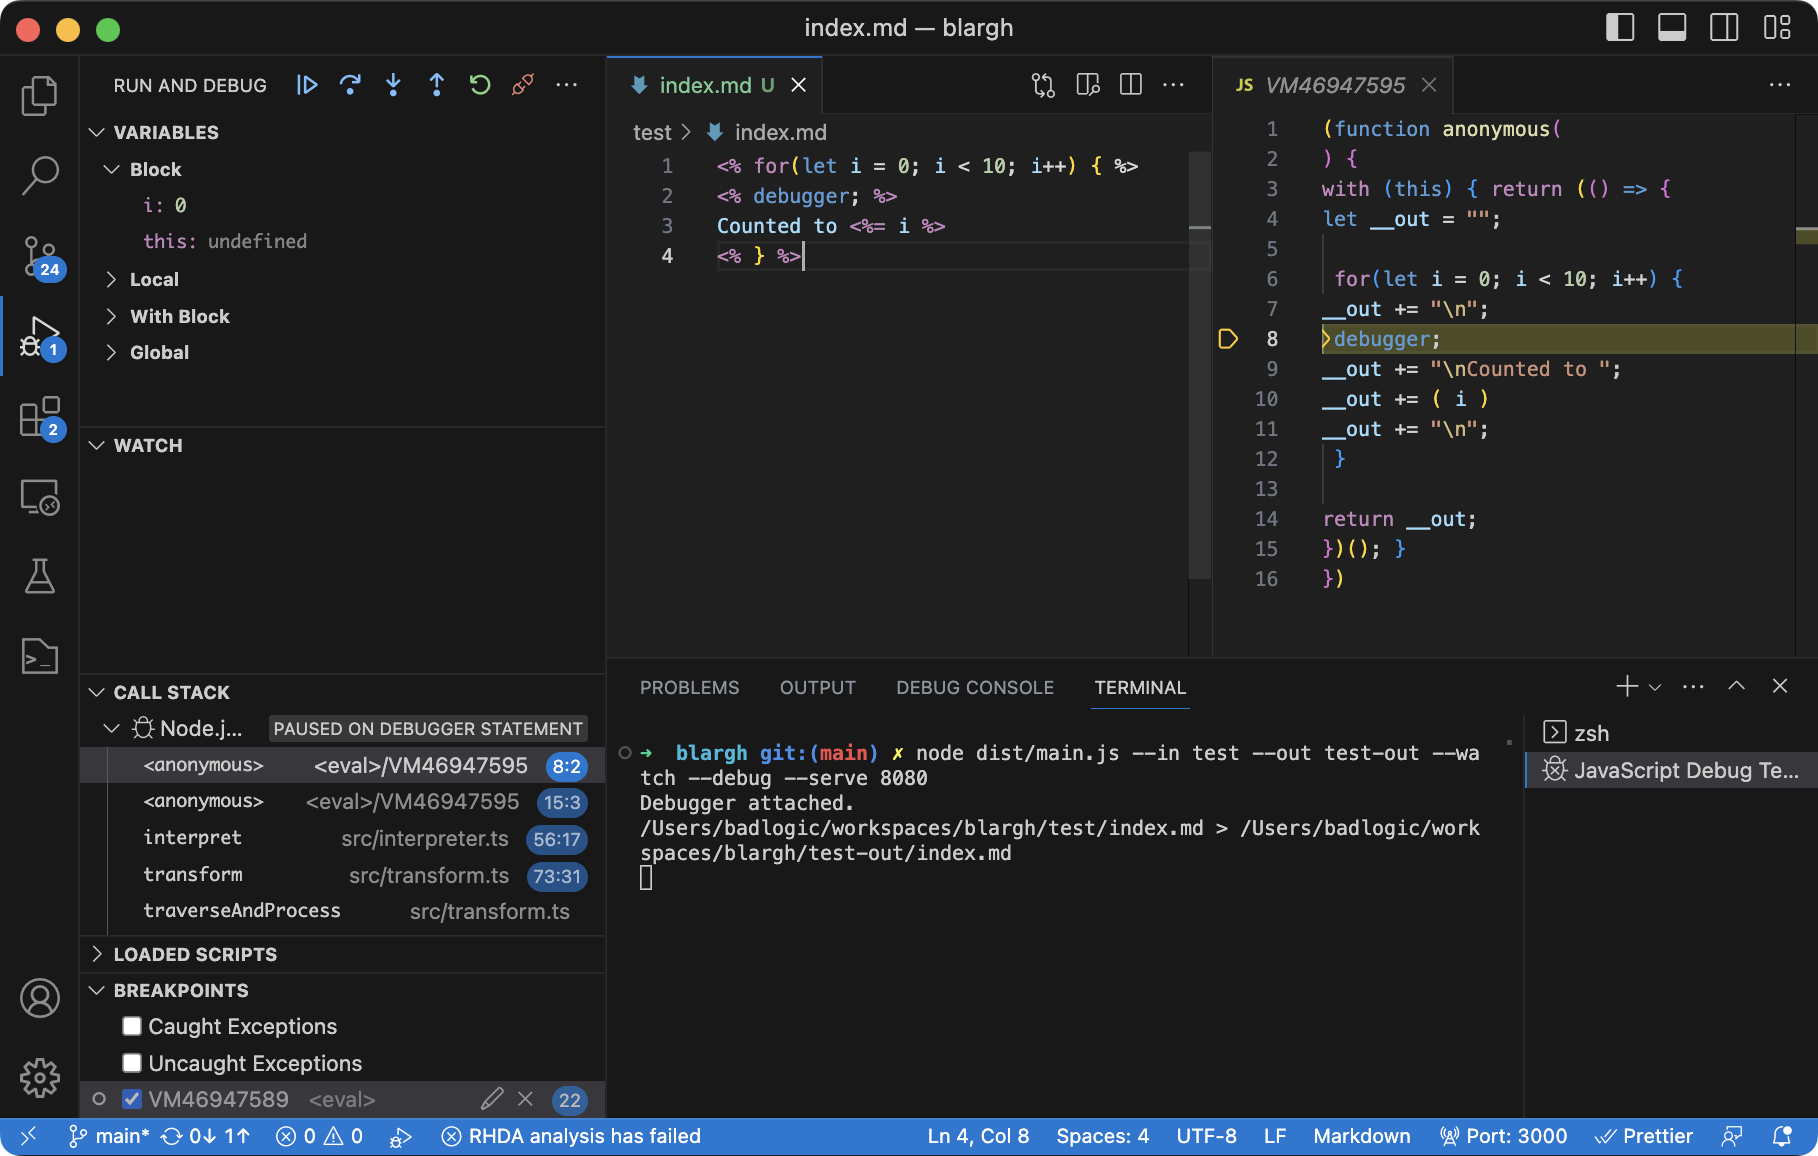 index.md — blargh
RUN AND DEBUG
VARIABLES
Block
i: 0
this: undefined
Local
With Block
Global
WATCH
CALL STACK
Node.j... PAUSED ON DEBUGGER STATEMENT
<anonymous> <eval>/VM46947595 8:2
<anonymous> <eval>/VM46947595 15:3
interpret src/interpreter.ts 56:17
transform src/transform.ts 73:31
traverseAndProcess src/transform.ts
LOADED SCRIPTS
BREAKPOINTS
Caught Exceptions
Uncaught Exceptions
VM46947589 <eval> 22
24
1
2
index.md U
test > index.md
1 <% for(let i = 0; i < 10; i++) { %>
2 <% debugger; %>
3 Counted to <%= i %>
4 <% } %>
JS VM46947595
1 (function anonymous(
2 ) {
3 with (this) { return (() => {
4 let __out = "";
5
6 for(let i = 0; i < 10; i++) {
7 __out += "\n";
8 debugger;
9 __out += "\nCounted to ";
10 __out += ( i )
11 __out += "\n";
12 }
13
14 return __out;
15 })(); }
16 })
PROBLEMS OUTPUT DEBUG CONSOLE TERMINAL
➜ blargh git:(main) ✗ node dist/main.js --in test --out test-out --wa
tch --debug --serve 8080
Debugger attached.
/Users/badlogic/workspaces/blargh/test/index.md > /Users/badlogic/work
spaces/blargh/test-out/index.md
zsh
JavaScript Debug Te...
main* 0↓ 1↑ 0 0 RHDA analysis has failed Ln 4, Col 8 Spaces: 4 UTF-8 LF Markdown Port: 3000 Prettier